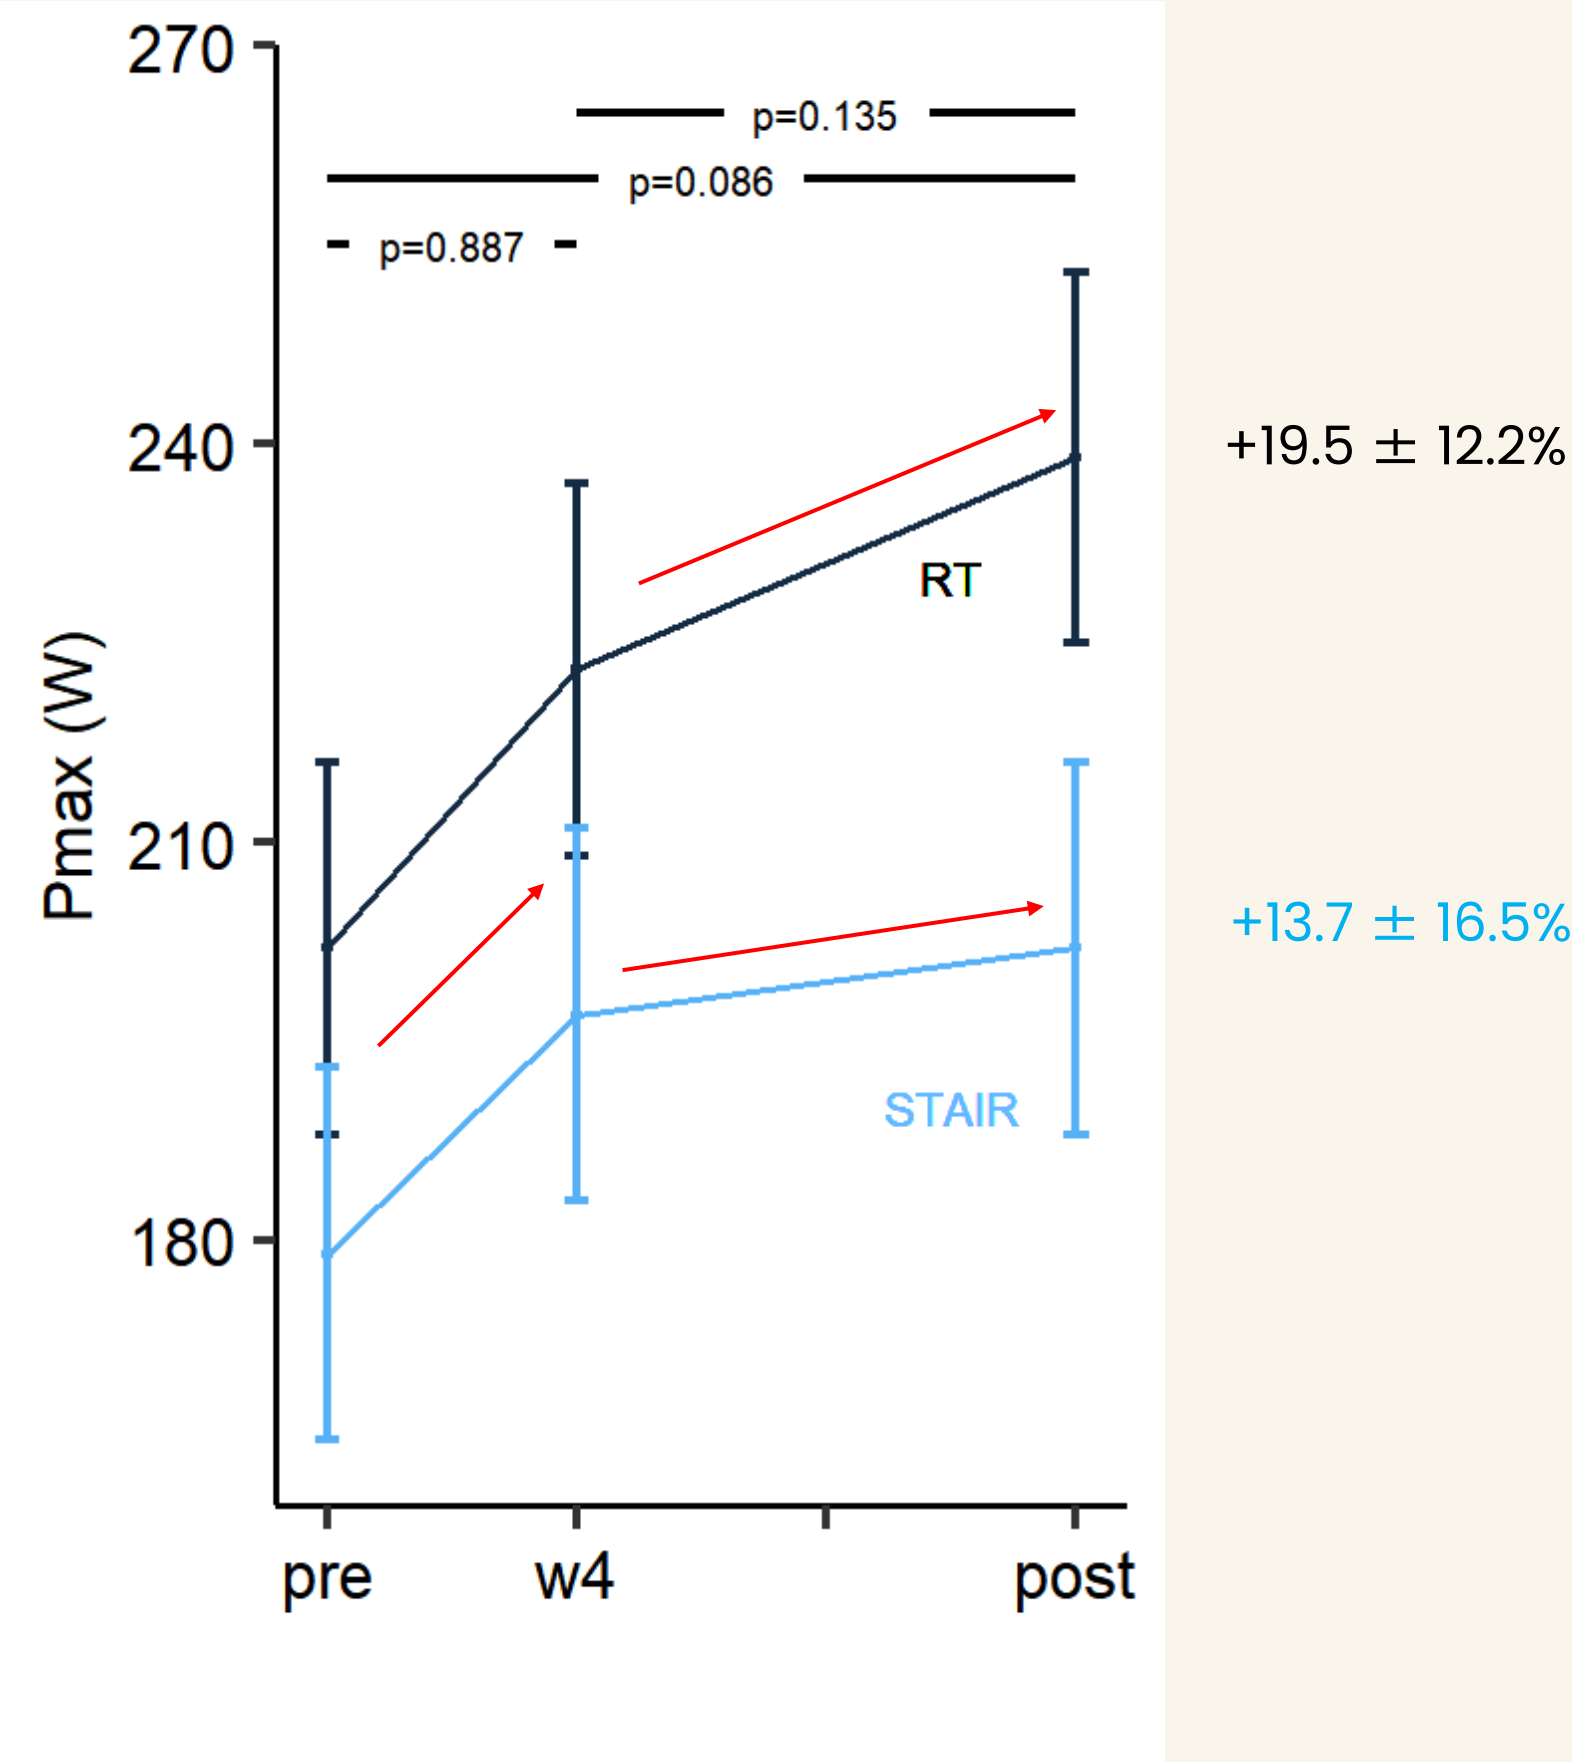 270
p=0.135
p=0.086
p=0.887
240
+19.5 ± 12.2%
RT
Pmax (W)
210
+13.7 ± 16.5%
STAIR
180
pre
w4
post